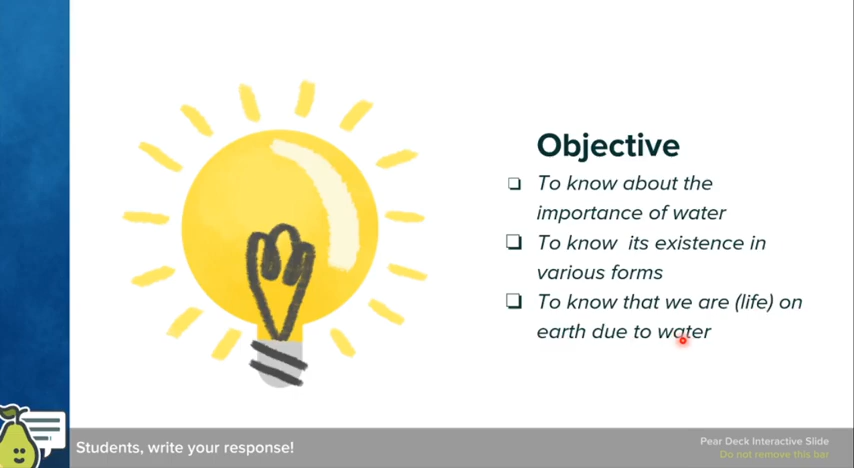 Objective
❑ To know about the
importance of water
❑ To know  its existence in
various forms
❑ To know that we are (life) on
earth due to water
Students, write your response!
Pear Deck Interactive Slide
Do not remove this bar